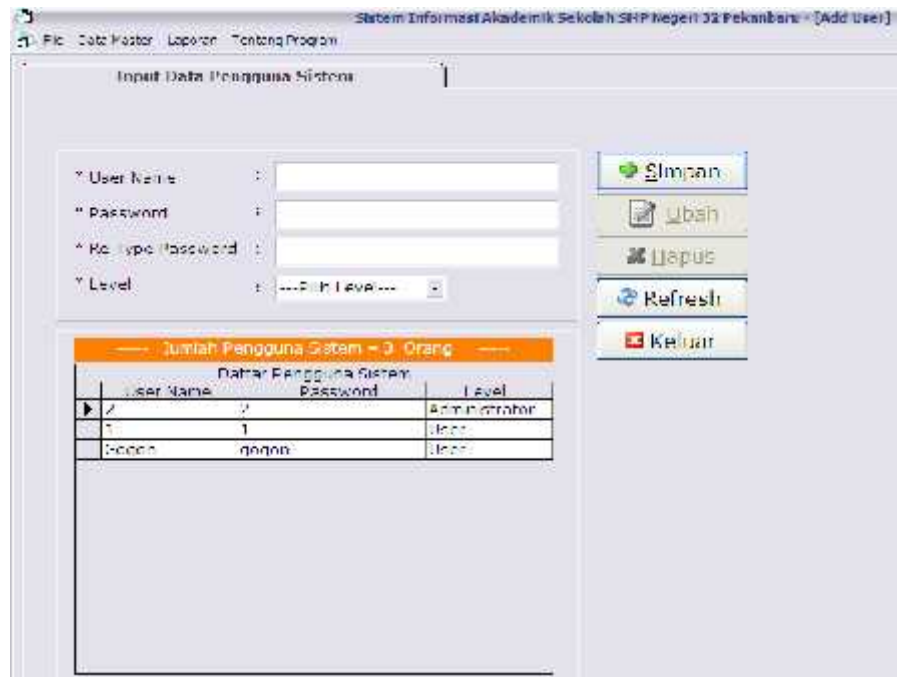 Sistem Informasi Akademik Sekolah SMP Negeri 32 Pekanbaru - [Add User]
File Data Master Laporan Tentang Program
Input Data Pengguna Sistem
* User Name :
* Password :
* Re Type Password :
* Level : ---Pilih Level---
Simpan
Ubah
Hapus
Refresh
Keluar
----- Jumlah Pengguna Sistem = 3 Orang -----
Daftar Pengguna Sistem
User Name Password Level
2 2 Administrator
1 1 User
Gogon gogon User